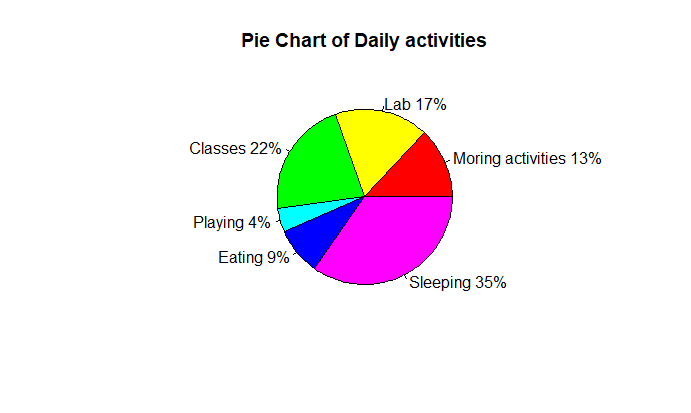 Pie Chart of Daily activities
Lab 17%
Classes 22%
Moring activities 13%
Playing 4%
Eating 9%
Sleeping 35%